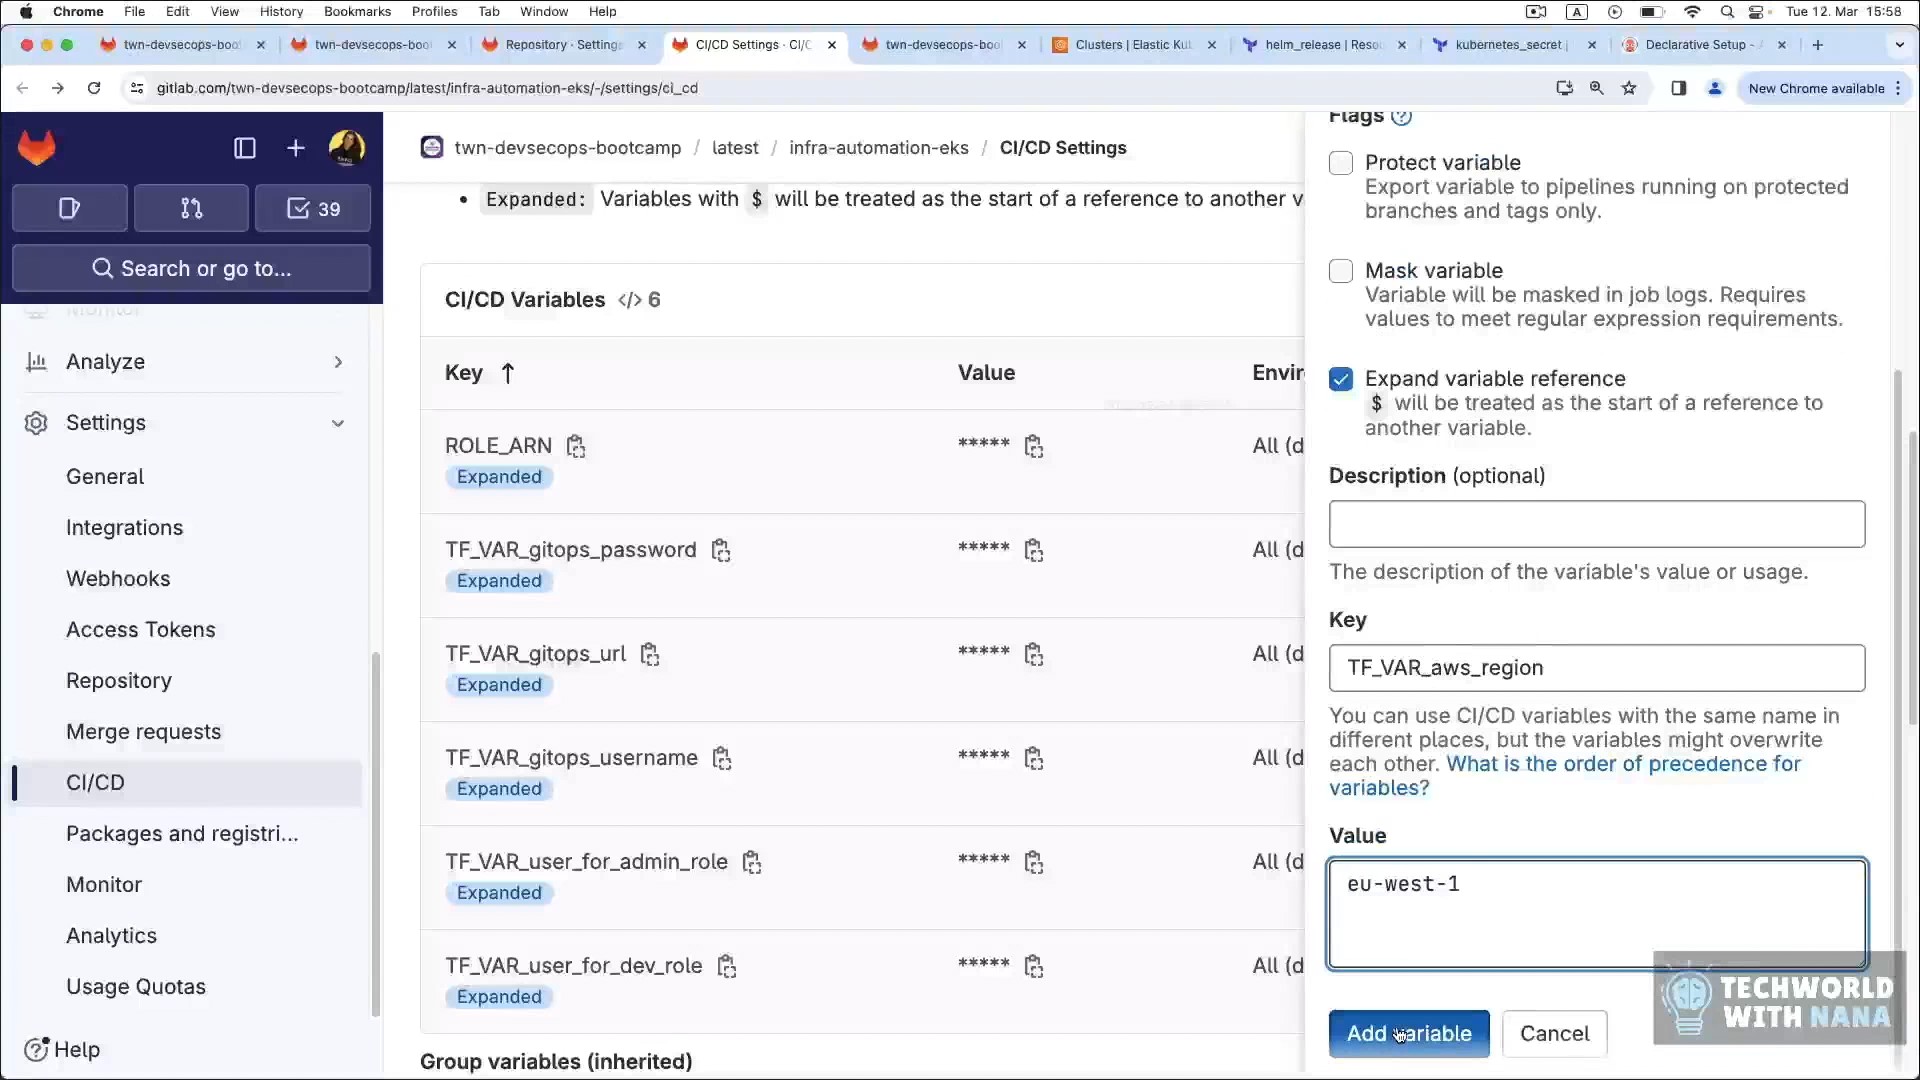 Chrome File Edit View History Bookmarks Profiles Tab Window Help A Tue 12. Mar 15:58
twn-devsecops-boo twn-devsecops-boo Repository · Setting CI/CD Settings · CI/C twn-devsecops-boo Clusters | Elastic Ku helm_release | Reso kubernetes_secret Declarative Setup -
gitlab.com/twn-devsecops-bootcamp/latest/infra-automation-eks/-/settings/ci_cd New Chrome available
39
Search or go to...
Monitor
Analyze
Settings
General
Integrations
Webhooks
Access Tokens
Repository
Merge requests
CI/CD
Packages and registri...
Monitor
Analytics
Usage Quotas
Help
twn-devsecops-bootcamp / latest / infra-automation-eks / CI/CD Settings
Expanded: Variables with $ will be treated as the start of a reference to another v
CI/CD Variables </> 6
Key ↑ Value Envir
ROLE_ARN ***** All (d
Expanded
TF_VAR_gitops_password ***** All (d
Expanded
TF_VAR_gitops_url ***** All (d
Expanded
TF_VAR_gitops_username ***** All (d
Expanded
TF_VAR_user_for_admin_role ***** All (d
Expanded
TF_VAR_user_for_dev_role ***** All (d
Expanded
Group variables (inherited)
Flags
Protect variable
Export variable to pipelines running on protected
branches and tags only.
Mask variable
Variable will be masked in job logs. Requires
values to meet regular expression requirements.
Expand variable reference
$ will be treated as the start of a reference to
another variable.
Description (optional)
The description of the variable's value or usage.
Key
TF_VAR_aws_region
You can use CI/CD variables with the same name in
different places, but the variables might overwrite
each other. What is the order of precedence for
variables?
Value
eu-west-1
Add variable Cancel
TECHWORLD
WITH NANA